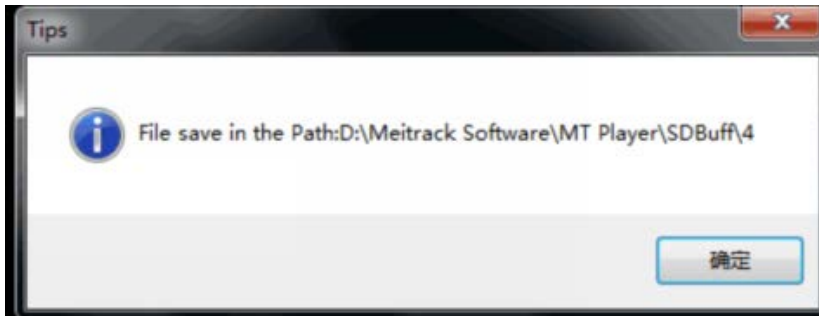 Tips
File save in the Path:D:\Meitrack Software\MT Player\SDBuff\4
确定